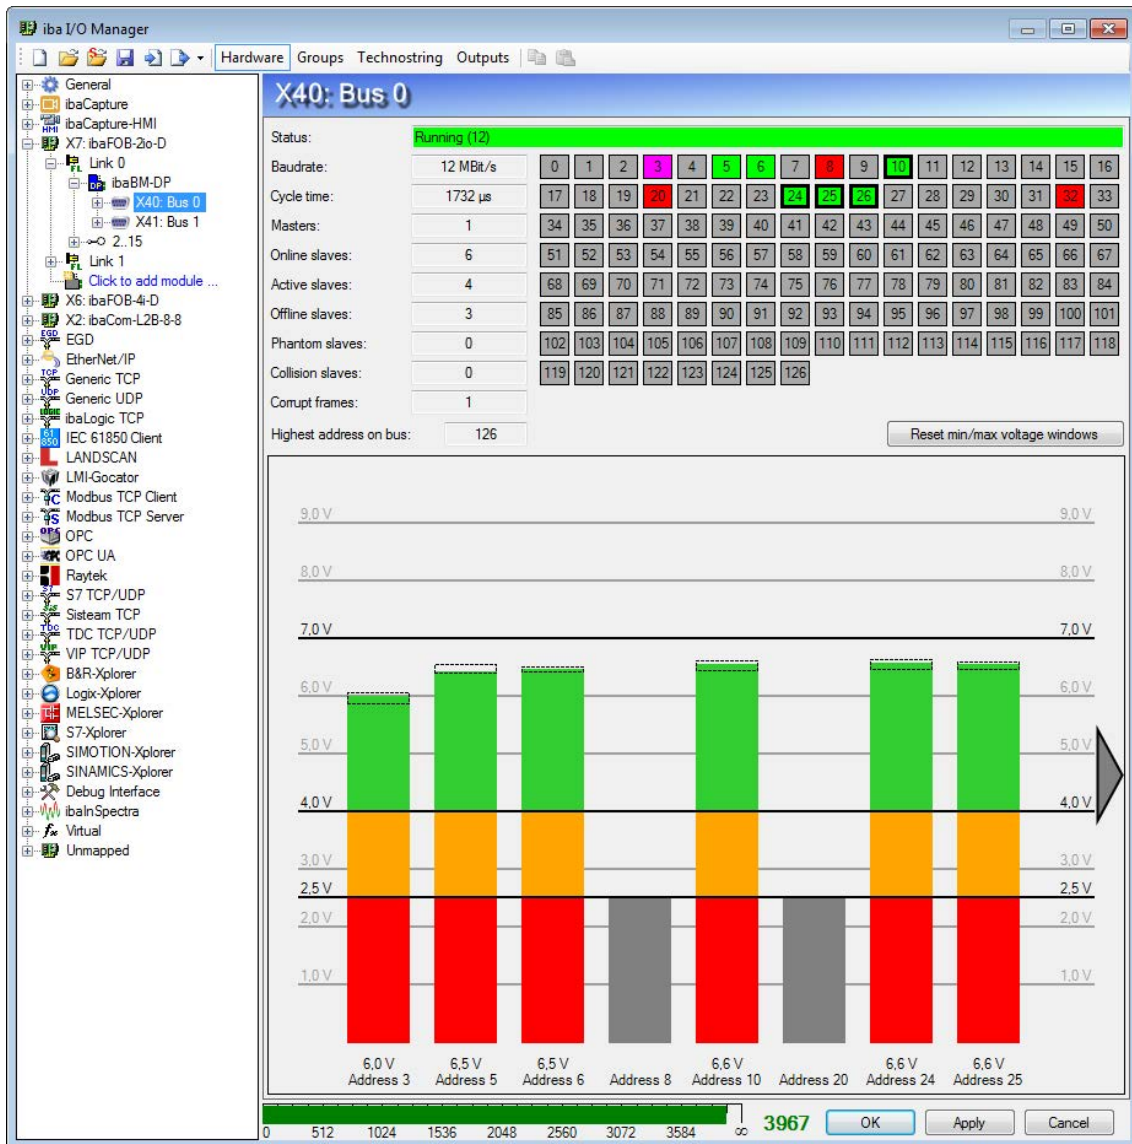 iba I/O Manager
Hardware Groups Technostring Outputs
General
ibaCapture
ibaCapture-HMI
X7: ibaFOB-2io-D
Link 0
ibaBM-DP
X40: Bus 0
X41: Bus 1
2..15
Link 1
Click to add module ...
X6: ibaFOB-4i-D
X2: ibaCom-L2B-8-8
EGD
EtherNet/IP
Generic TCP
Generic UDP
ibaLogic TCP
IEC 61850 Client
LANDSCAN
LMI-Gocator
Modbus TCP Client
Modbus TCP Server
OPC
OPC UA
Raytek
S7 TCP/UDP
Sisteam TCP
TDC TCP/UDP
VIP TCP/UDP
B&R-Xplorer
Logix-Xplorer
MELSEC-Xplorer
S7-Xplorer
SIMOTION-Xplorer
SINAMICS-Xplorer
Debug Interface
ibaInSpectra
Virtual
Unmapped
X40: Bus 0
Status: Running (12)
Baudrate: 12 MBit/s
Cycle time: 1732 µs
Masters: 1
Online slaves: 6
Active slaves: 4
Offline slaves: 3
Phantom slaves: 0
Collision slaves: 0
Corrupt frames: 1
Highest address on bus: 126
0 1 2 3 4 5 6 7 8 9 10 11 12 13 14 15 16
17 18 19 20 21 22 23 24 25 26 27 28 29 30 31 32 33
34 35 36 37 38 39 40 41 42 43 44 45 46 47 48 49 50
51 52 53 54 55 56 57 58 59 60 61 62 63 64 65 66 67
68 69 70 71 72 73 74 75 76 77 78 79 80 81 82 83 84
85 86 87 88 89 90 91 92 93 94 95 96 97 98 99 100 101
102 103 104 105 106 107 108 109 110 111 112 113 114 115 116 117 118
119 120 121 122 123 124 125 126
Reset min/max voltage windows
9,0 V 9,0 V
8,0 V 8,0 V
7,0 V 7,0 V
6,0 V 6,0 V
5,0 V 5,0 V
4,0 V 4,0 V
3,0 V 3,0 V
2,5 V 2,5 V
2,0 V 2,0 V
1,0 V 1,0 V
6,0 V 6,5 V 6,5 V 6,6 V 6,6 V 6,6 V
Address 3 Address 5 Address 6 Address 8 Address 10 Address 20 Address 24 Address 25
0 512 1024 1536 2048 2560 3072 3584 ∞
3967 OK Apply Cancel